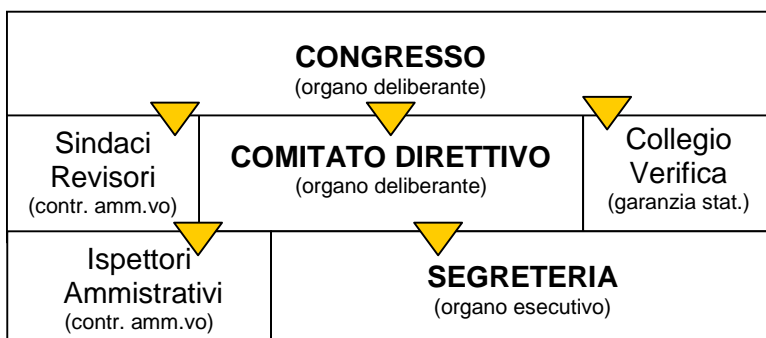 CONGRESSO
(organo deliberante)
Sindaci
Revisori
(contr. amm.vo)
COMITATO DIRETTIVO
(organo deliberante)
Collegio
Verifica
(garanzia stat.)
Ispettori
Ammistrativi
(contr. amm.vo)
SEGRETERIA
(organo esecutivo)